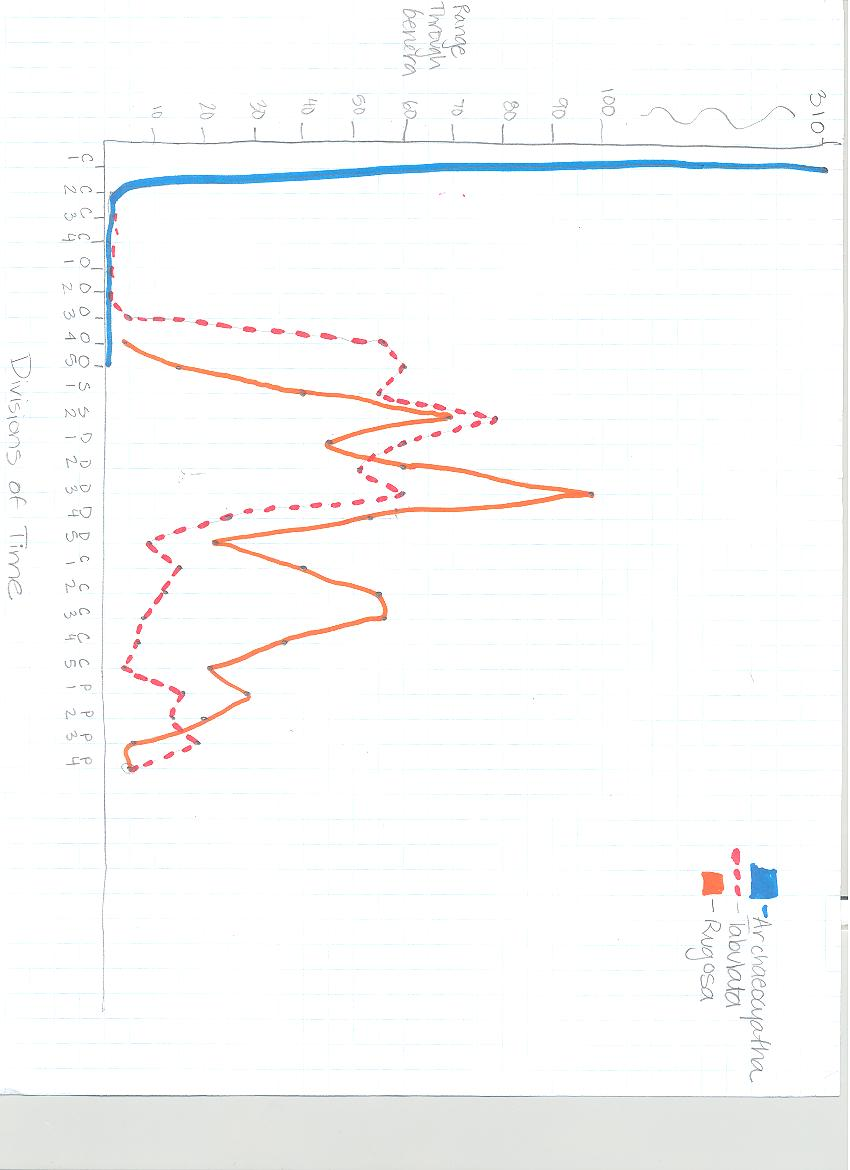 310
- Archaeocyatha
- Tabulata
- Rugosa
100
90
80
70
60
50
40
30
20
10
Range
Through
Genera
C C C C O O O O O S S D D D D D C C C C C P P P P
1 2 3 4 1 2 3 4 5 1 2 1 2 3 4 5 1 2 3 4 5 1 2 3 4
Divisions of Time